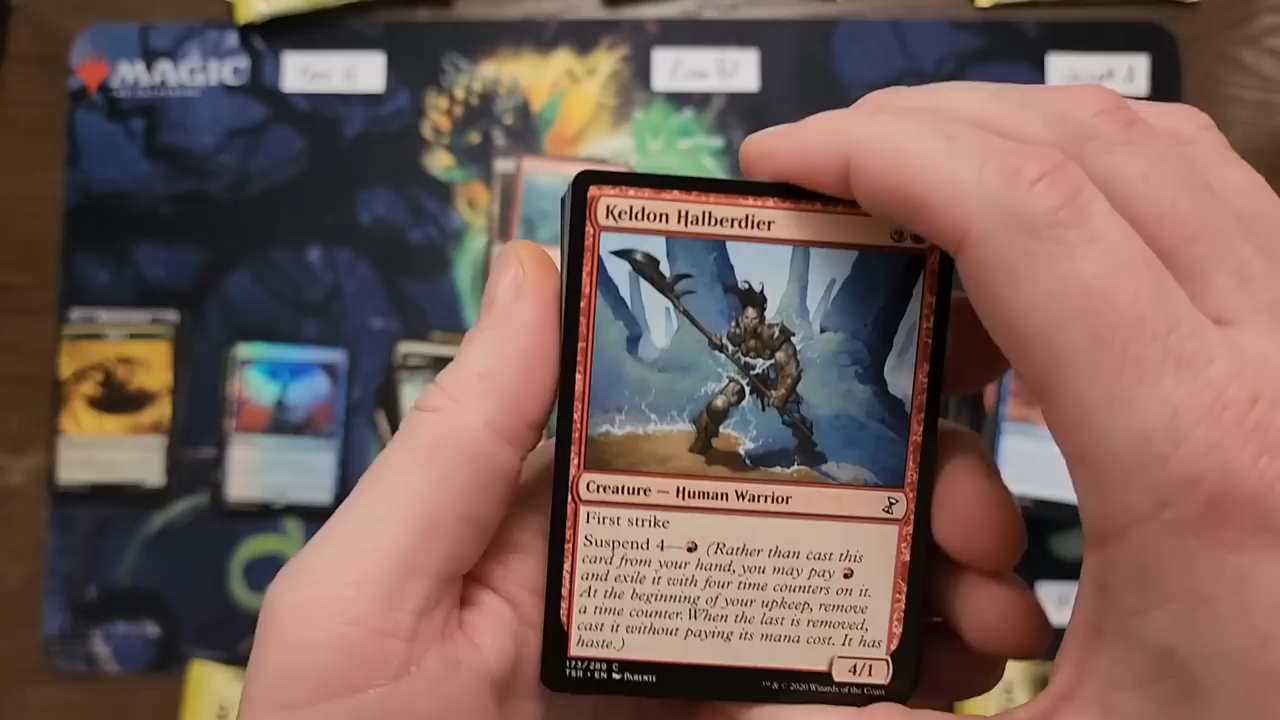 MAGIC
Keldon Halberdier
4
Creature — Human Warrior
First strike
Suspend 4— (Rather than cast this
card from your hand, you may pay
and exile it with four time counters on it.
At the beginning of your upkeep, remove
a time counter. When the last is removed,
cast it without paying its mana cost. It has
haste.)
4/1
173/289 C
TSR • EN Parente
™ & © 2020 Wizards of the Coast